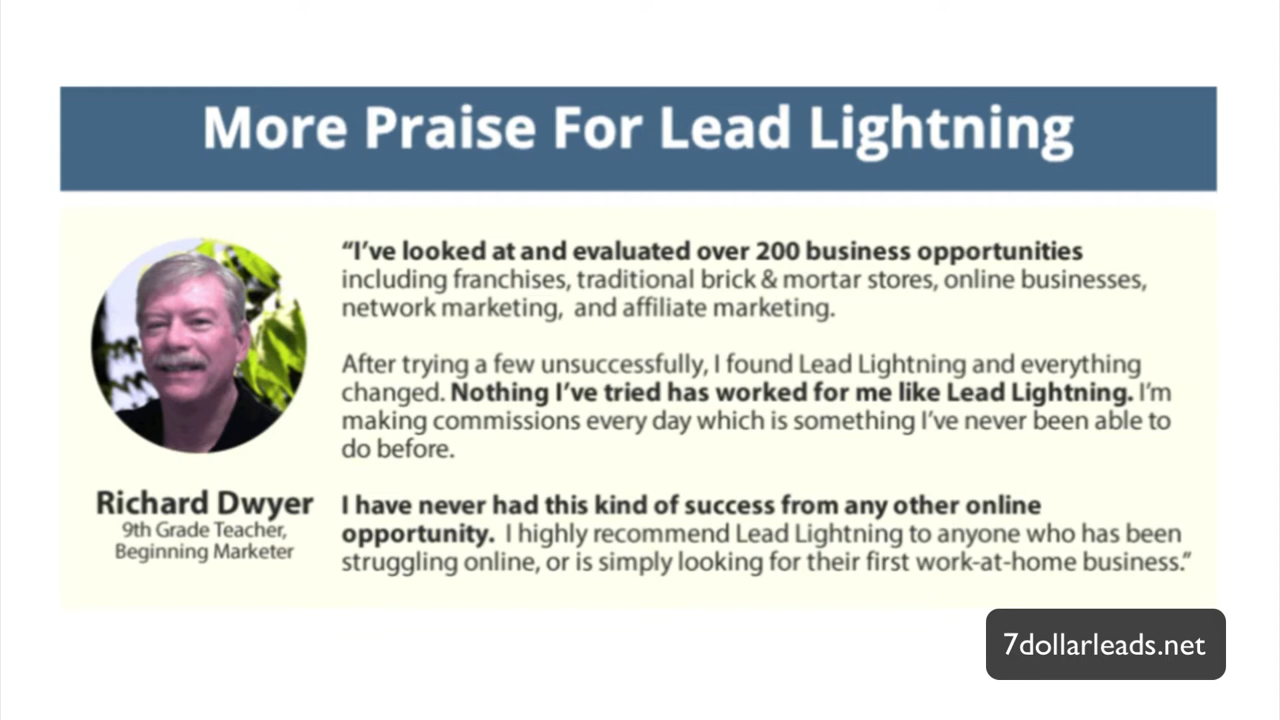 More Praise For Lead Lightning
“I’ve looked at and evaluated over 200 business opportunities
including franchises, traditional brick & mortar stores, online businesses,
network marketing, and affiliate marketing.
After trying a few unsuccessfully, I found Lead Lightning and everything
changed. Nothing I’ve tried has worked for me like Lead Lightning. I’m
making commissions every day which is something I’ve never been able to
do before.
I have never had this kind of success from any other online
opportunity. I highly recommend Lead Lightning to anyone who has been
struggling online, or is simply looking for their first work-at-home business.”
Richard Dwyer
9th Grade Teacher,
Beginning Marketer
7dollarleads.net